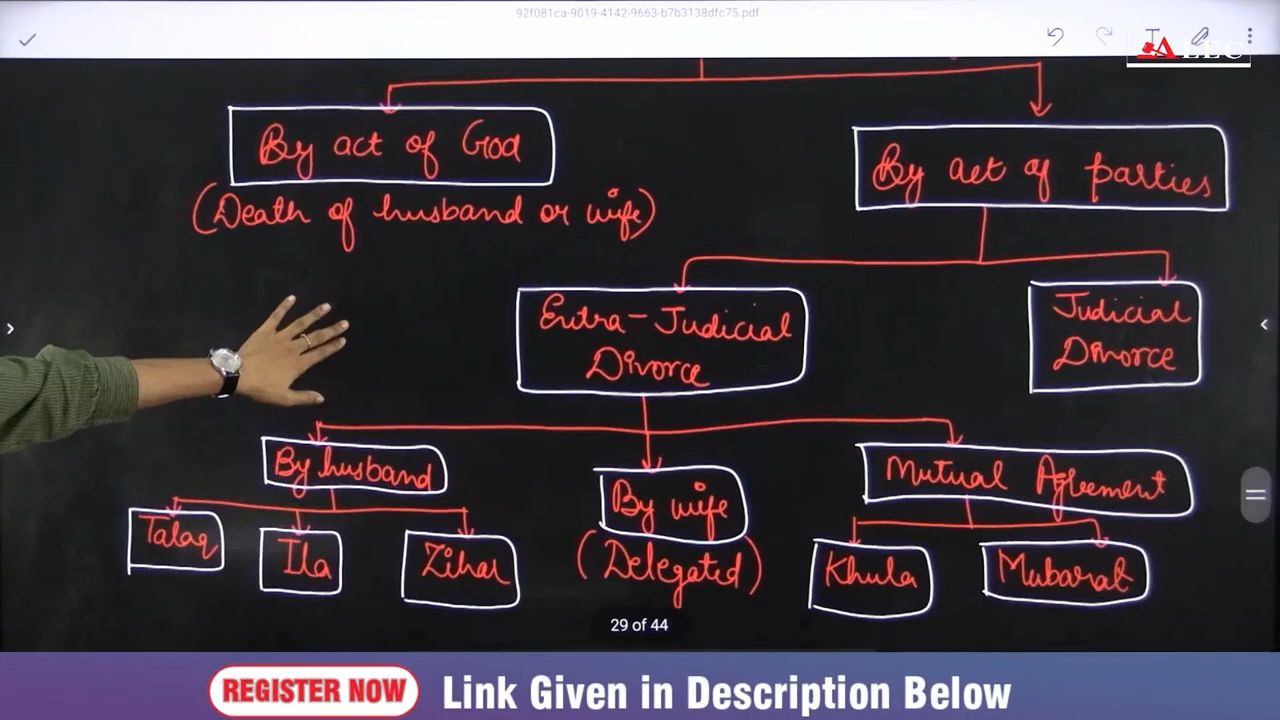 92f081ca-9019-4142-9663-b7b3138dfc75.pdf
ALEC
By act of God
(Death of husband or wife)
By act of parties
Extra-Judicial
Divorce
Judicial
Divorce
By husband
By wife
(Delegated)
Mutual Agreement
Talaq
Ila
Zihar
Khula
Mubarat
29 of 44
REGISTER NOW
Link Given in Description Below